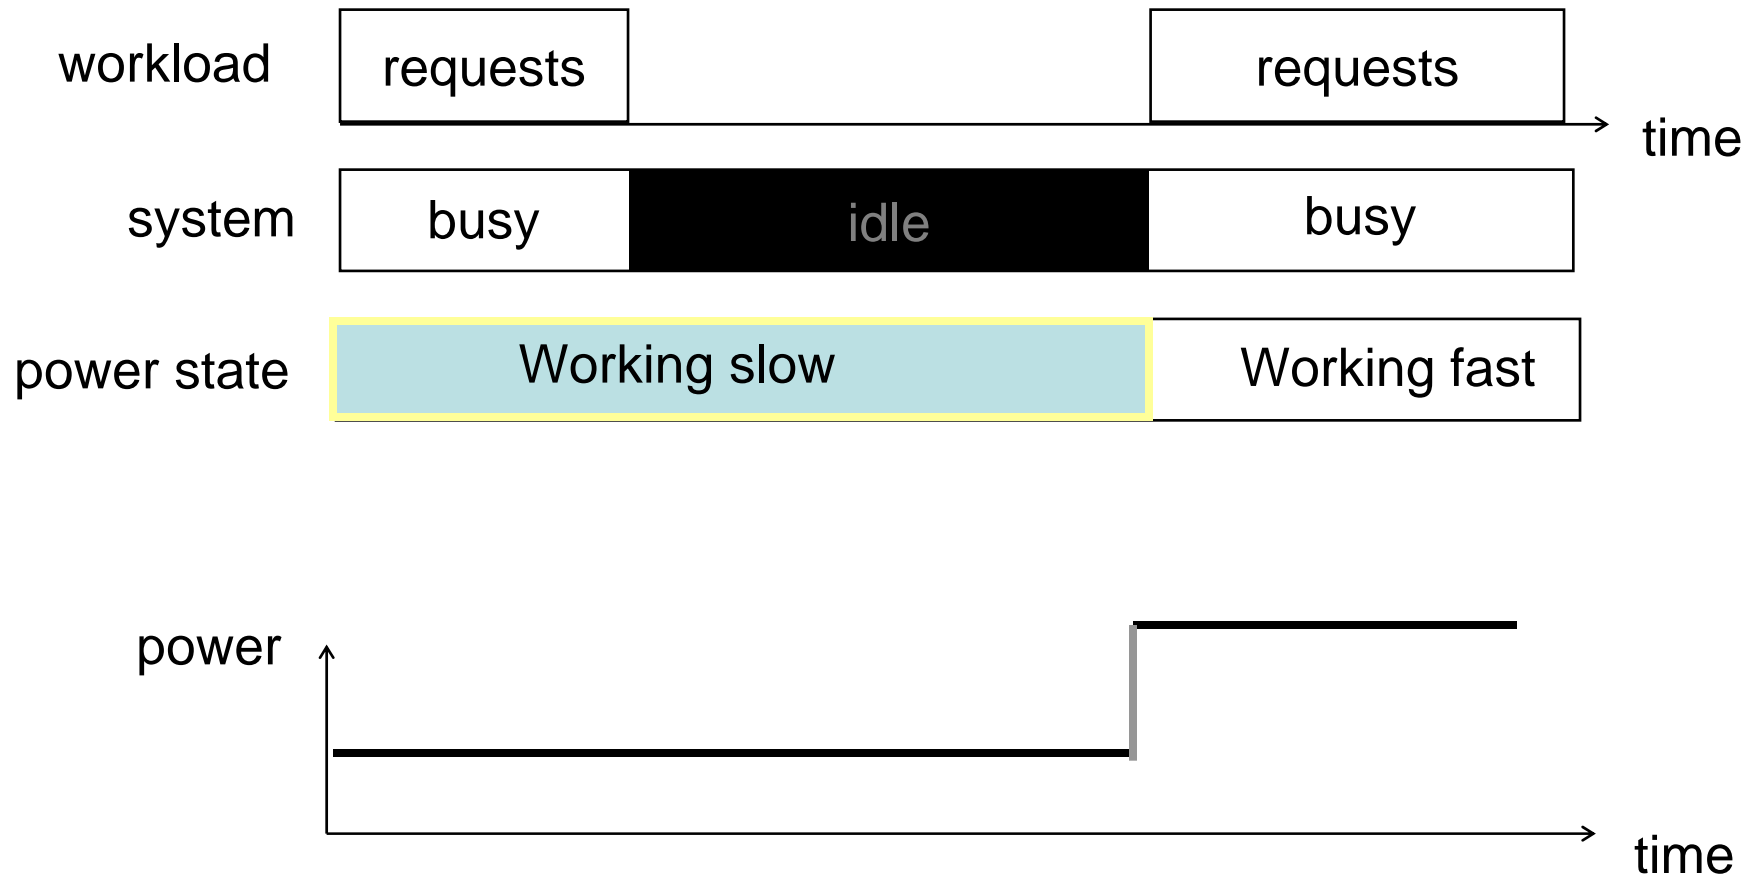 workload
requests
requests
time
system
busy
idle
busy
power state
Working slow
Working fast
power
time